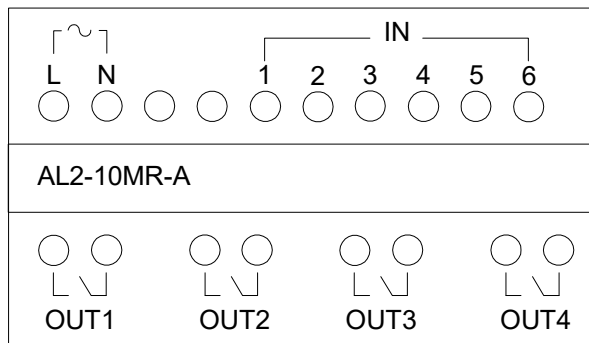 IN
L N 1 2 3 4 5 6
AL2-10MR-A
OUT1 OUT2 OUT3 OUT4